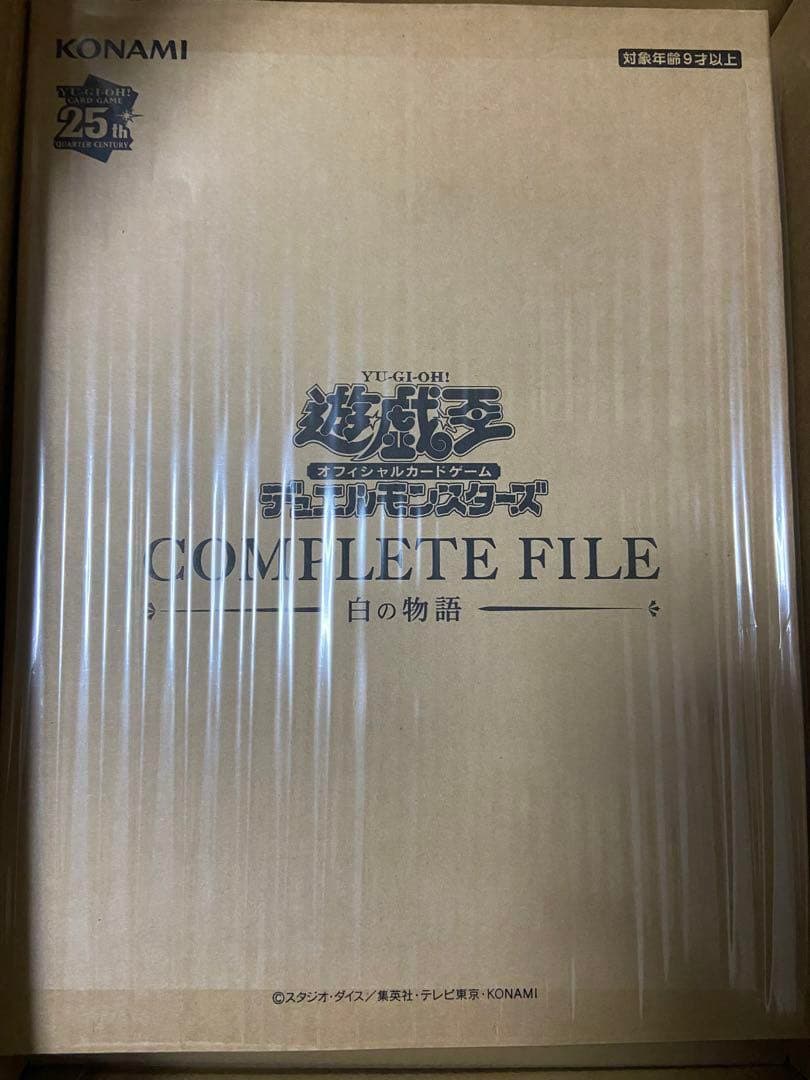 KONAMI
対象年齢9才以上
YU-GI-OH!
CARD GAME
25th
QUARTER CENTURY
YU-GI-OH!
遊戯王
オフィシャルカードゲーム
デュエルモンスターズ
COMPLETE FILE
白の物語
©スタジオ・ダイス/集英社・テレビ東京・KONAMI